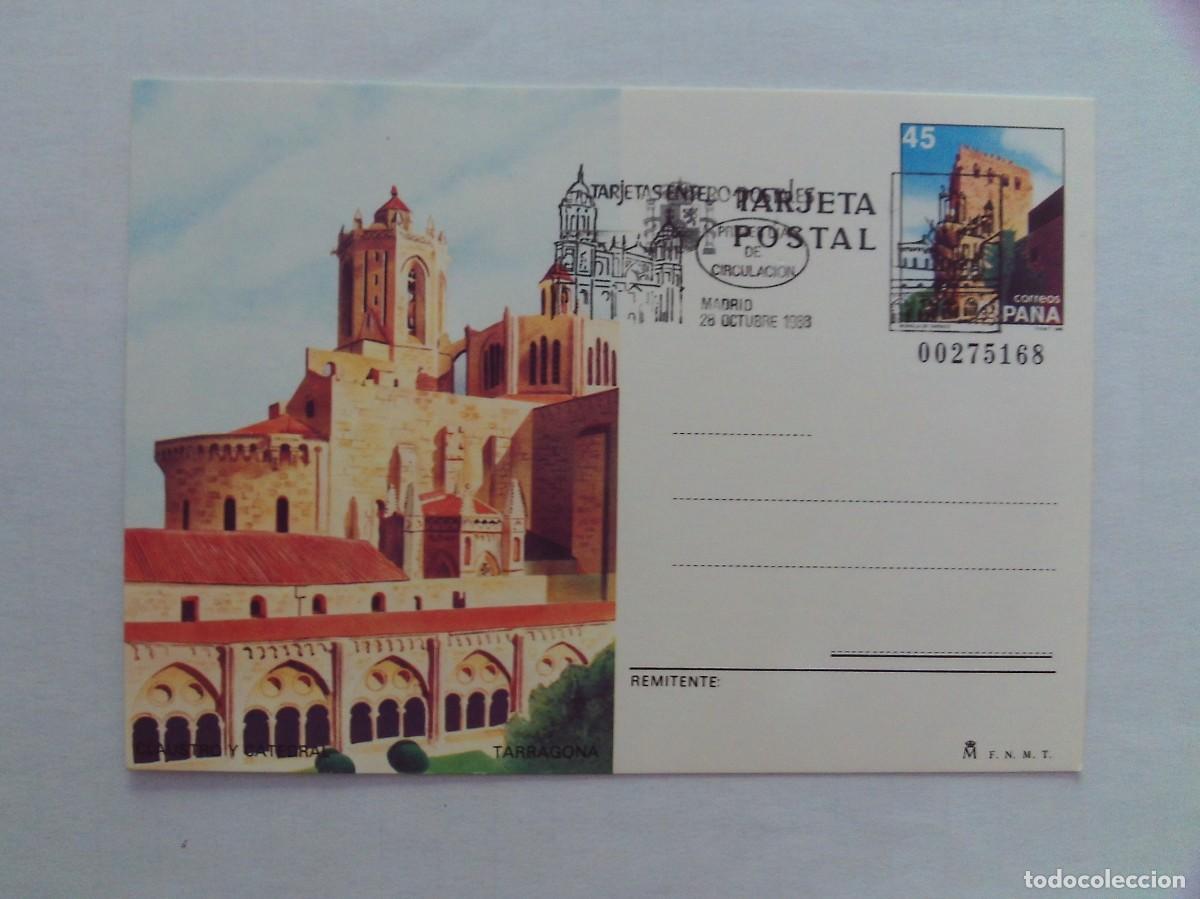 45
TARJETAS ENTERO-POSTALES
TARJETA
POSTAL
PRIMER DIA
DE
CIRCULACION
MADRID
28 OCTUBRE 1988
correos
ESPAÑA
00275168
REMITENTE:
CLAUSTRO Y CATEDRAL
TARRAGONA
M F. N. M. T.
todocoleccion